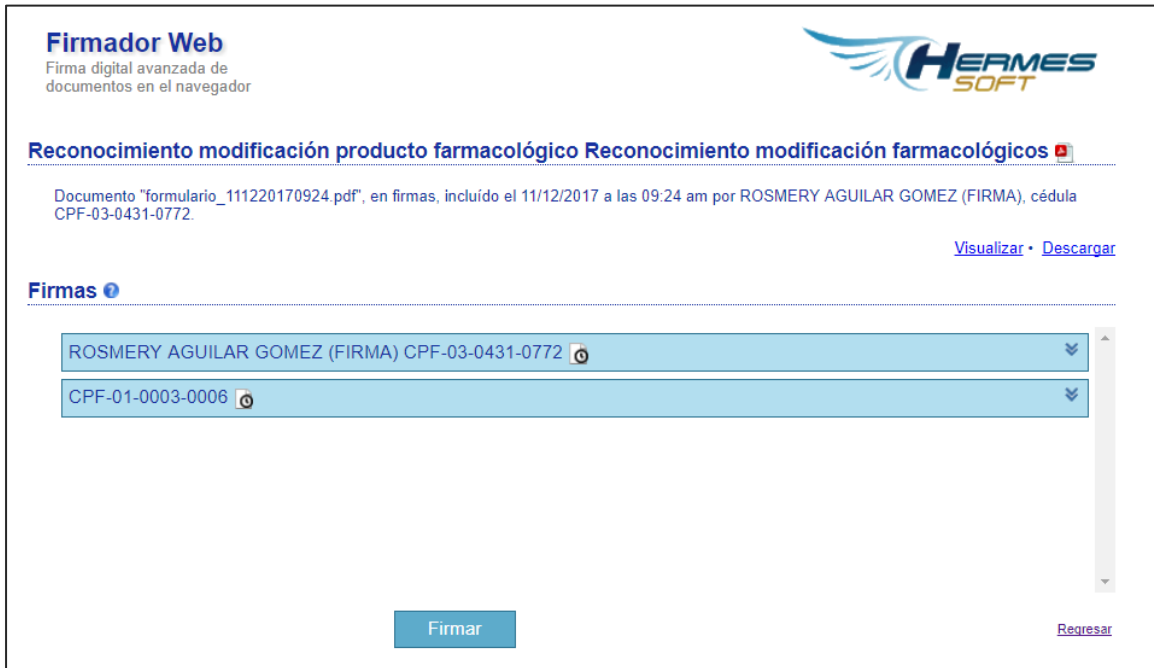 Firmador Web
Firma digital avanzada de
documentos en el navegador
HERMES
SOFT
Reconocimiento modificación producto farmacológico Reconocimiento modificación farmacológicos
Documento "formulario_111220170924.pdf", en firmas, incluído el 11/12/2017 a las 09:24 am por ROSMERY AGUILAR GOMEZ (FIRMA), cédula
CPF-03-0431-0772.
Visualizar • Descargar
Firmas
ROSMERY AGUILAR GOMEZ (FIRMA) CPF-03-0431-0772
CPF-01-0003-0006
Firmar
Regresar